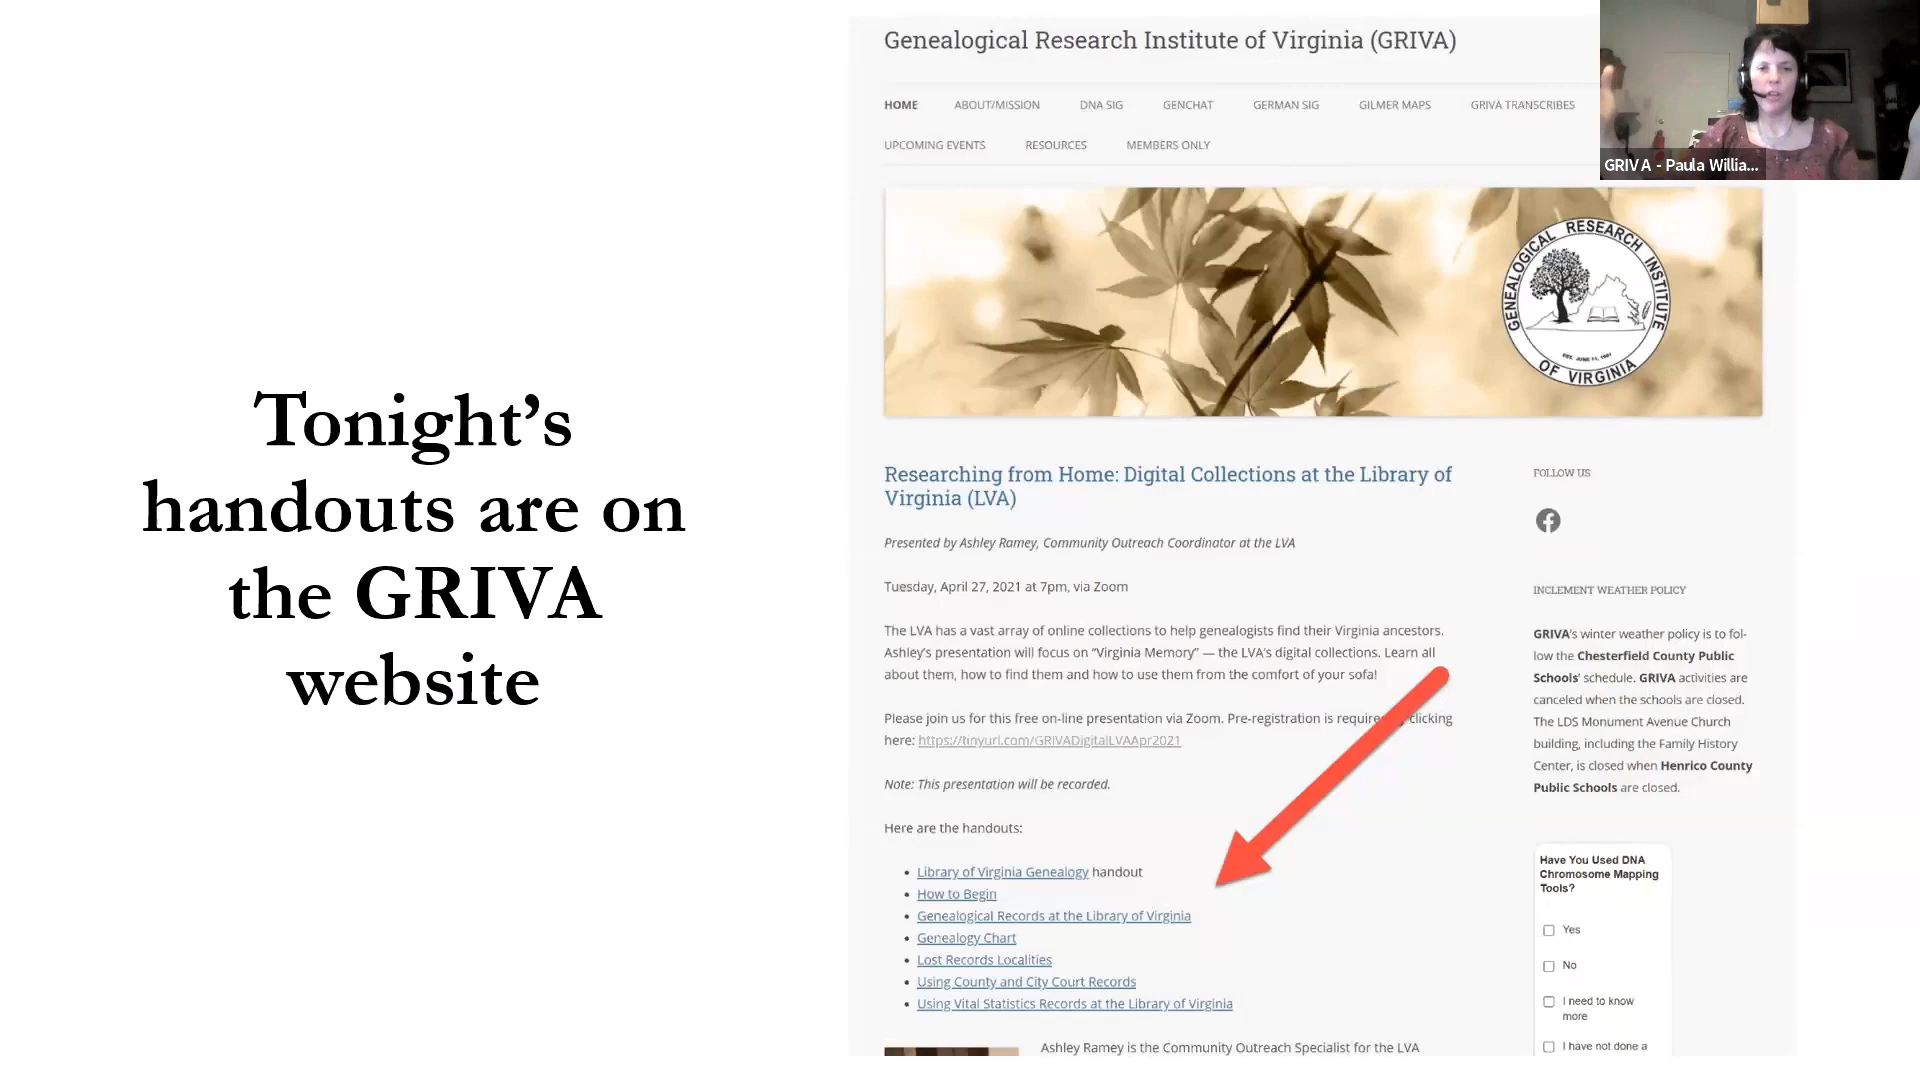 Tonight’s
handouts are on
the GRIVA
website
Genealogical Research Institute of Virginia (GRIVA)
HOME ABOUT/MISSION DNA SIG GENCHAT GERMAN SIG GILMER MAPS GRIVA TRANSCRIBES
UPCOMING EVENTS RESOURCES MEMBERS ONLY
GRIVA - Paula Willia...
GENEALOGICAL RESEARCH INSTITUTE
EST. JUNE 11, 1981
OF VIRGINIA
Researching from Home: Digital Collections at the Library of
Virginia (LVA)
Presented by Ashley Ramey, Community Outreach Coordinator at the LVA
Tuesday, April 27, 2021 at 7pm, via Zoom
The LVA has a vast array of online collections to help genealogists find their Virginia ancestors.
Ashley’s presentation will focus on “Virginia Memory” — the LVA’s digital collections. Learn all
about them, how to find them and how to use them from the comfort of your sofa!
Please join us for this free on-line presentation via Zoom. Pre-registration is require clicking
here: https://tinyurl.com/GRIVADigitalLVAApr2021
Note: This presentation will be recorded.
Here are the handouts:
• Library of Virginia Genealogy handout
• How to Begin
• Genealogical Records at the Library of Virginia
• Genealogy Chart
• Lost Records Localities
• Using County and City Court Records
• Using Vital Statistics Records at the Library of Virginia
Ashley Ramey is the Community Outreach Specialist for the LVA
FOLLOW US
INCLEMENT WEATHER POLICY
GRIVA’s winter weather policy is to fol-
low the Chesterfield County Public
Schools’ schedule. GRIVA activities are
canceled when the schools are closed.
The LDS Monument Avenue Church
building, including the Family History
Center, is closed when Henrico County
Public Schools are closed.
Have You Used DNA
Chromosome Mapping
Tools?
Yes
No
I need to know
more
I have not done a